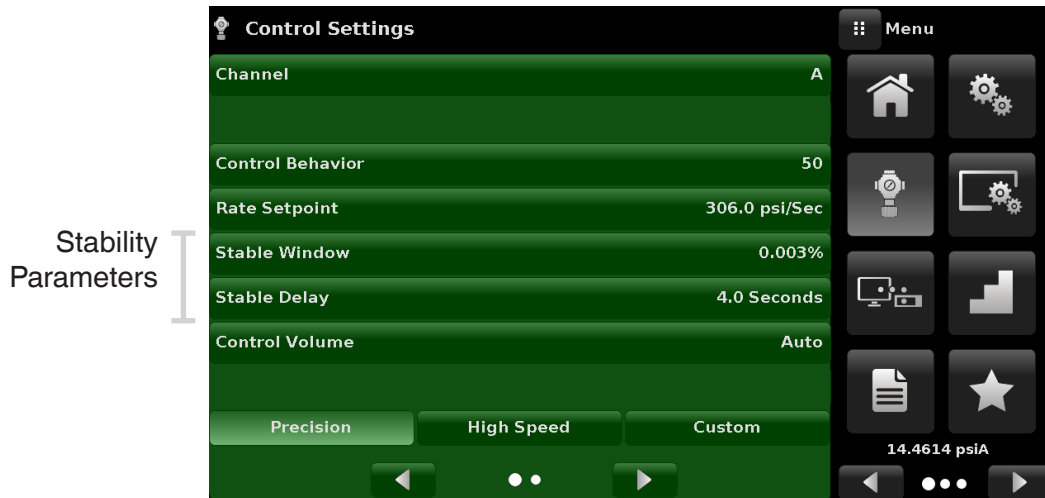 Control Settings
Menu
Channel A
Control Behavior 50
Rate Setpoint 306.0 psi/Sec
Stability
Parameters
Stable Window 0.003%
Stable Delay 4.0 Seconds
Control Volume Auto
Precision High Speed Custom
14.4614 psiA